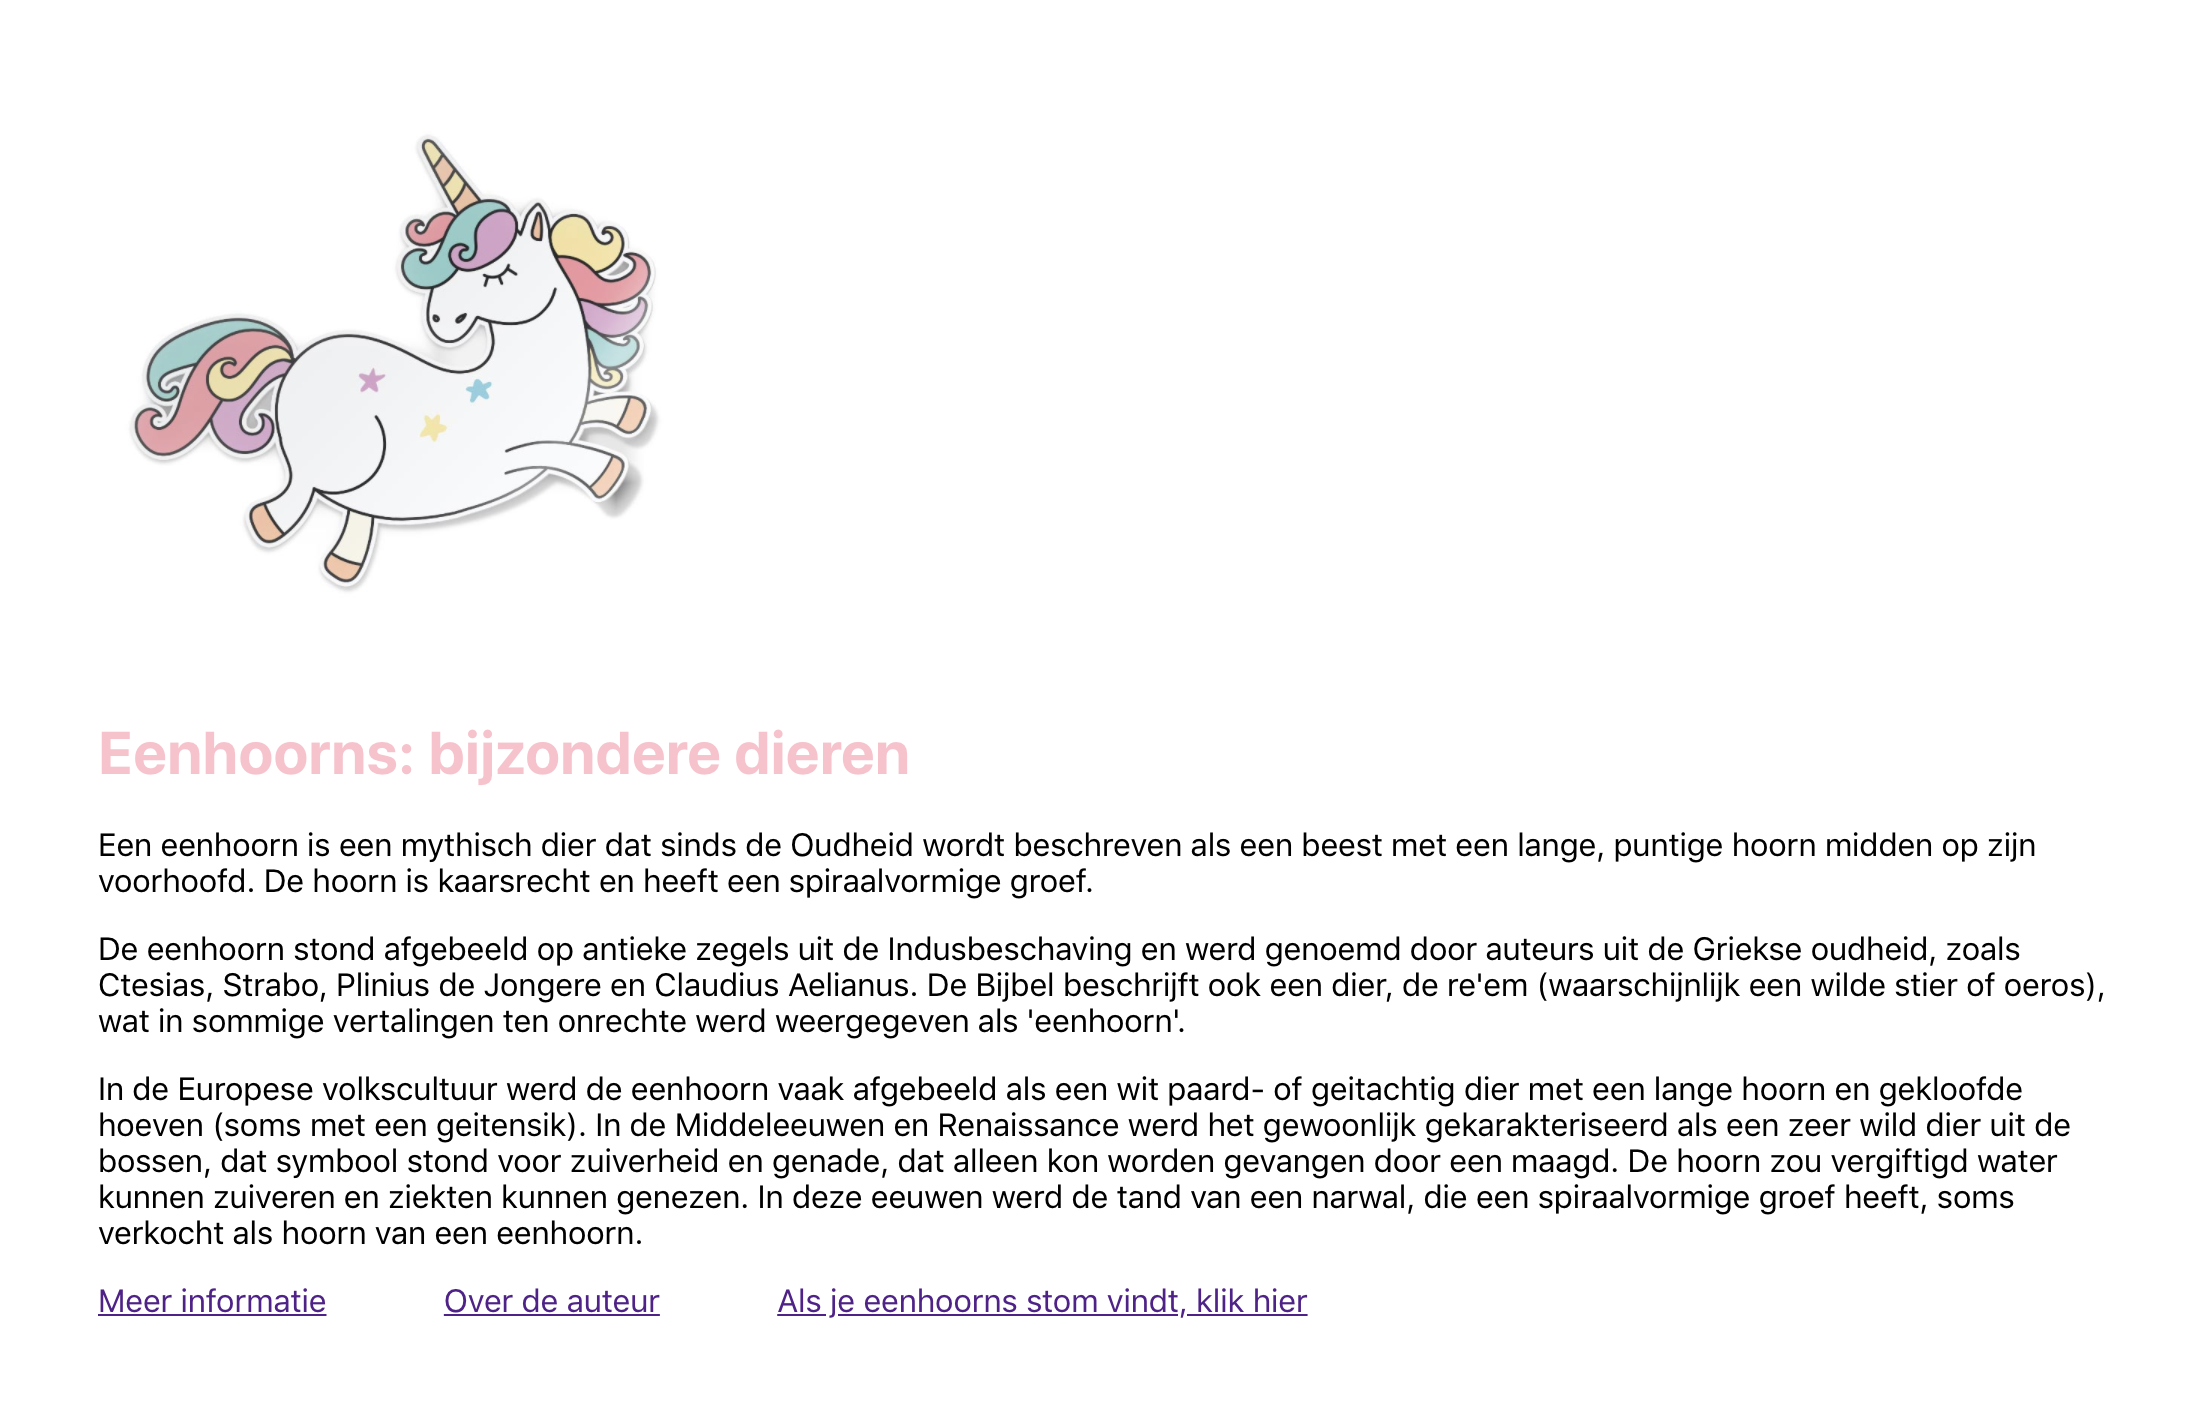 Eenhoorns: bijzondere dieren
Een eenhoorn is een mythisch dier dat sinds de Oudheid wordt beschreven als een beest met een lange, puntige hoorn midden op zijn
voorhoofd. De hoorn is kaarsrecht en heeft een spiraalvormige groef.
De eenhoorn stond afgebeeld op antieke zegels uit de Indusbeschaving en werd genoemd door auteurs uit de Griekse oudheid, zoals
Ctesias, Strabo, Plinius de Jongere en Claudius Aelianus. De Bijbel beschrijft ook een dier, de re'em (waarschijnlijk een wilde stier of oeros),
wat in sommige vertalingen ten onrechte werd weergegeven als 'eenhoorn'.
In de Europese volkscultuur werd de eenhoorn vaak afgebeeld als een wit paard- of geitachtig dier met een lange hoorn en gekloofde
hoeven (soms met een geitensik). In de Middeleeuwen en Renaissance werd het gewoonlijk gekarakteriseerd als een zeer wild dier uit de
bossen, dat symbool stond voor zuiverheid en genade, dat alleen kon worden gevangen door een maagd. De hoorn zou vergiftigd water
kunnen zuiveren en ziekten kunnen genezen. In deze eeuwen werd de tand van een narwal, die een spiraalvormige groef heeft, soms
verkocht als hoorn van een eenhoorn.
Meer informatie Over de auteur Als je eenhoorns stom vindt, klik hier